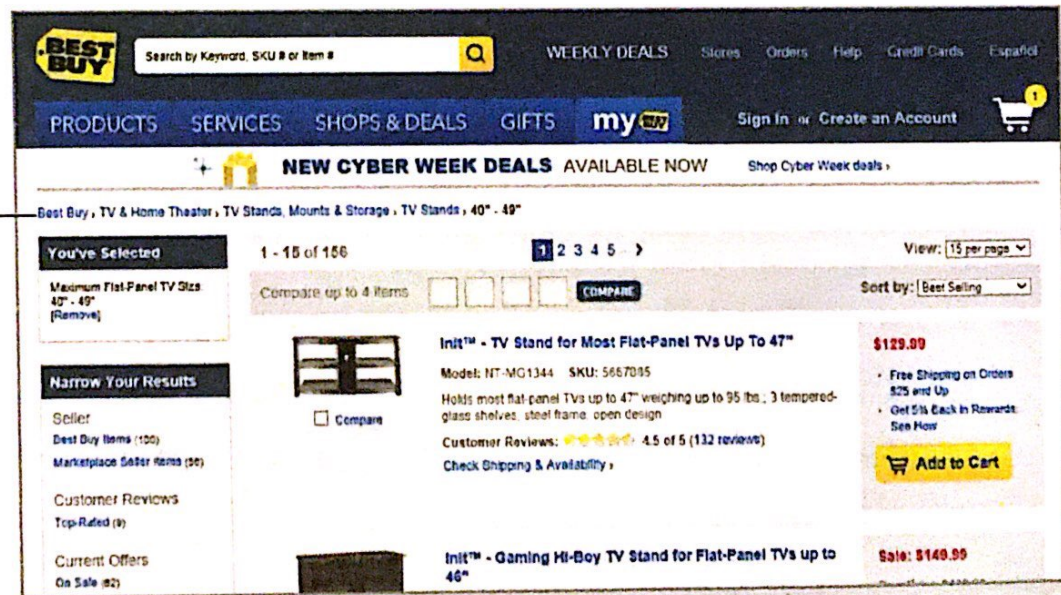 BEST BUY
Search by Keyword, SKU # or Item #
WEEKLY DEALS Stores Orders Help Credit Cards Español
PRODUCTS SERVICES SHOPS & DEALS GIFTS my BEST BUY Sign In or Create an Account 1
NEW CYBER WEEK DEALS AVAILABLE NOW Shop Cyber Week deals ›
Best Buy › TV & Home Theater › TV Stands, Mounts & Storage › TV Stands › 40" - 49"
You've Selected
Maximum Flat-Panel TV Size:
40" - 49"
[Remove]
Narrow Your Results
Seller
Best Buy Items (100)
Marketplace Seller Items (56)
Customer Reviews
Top-Rated (9)
Current Offers
On Sale (82)
1 - 15 of 156 1 2 3 4 5 ... › View: 15 per page
Compare up to 4 items COMPARE Sort by: Best Selling
Compare
Init™ - TV Stand for Most Flat-Panel TVs Up To 47"
Model: NT-MG1344 SKU: 5667085
Holds most flat-panel TVs up to 47" weighing up to 95 lbs.; 3 tempered-
glass shelves, steel frame, open design
Customer Reviews: 4.5 of 5 (132 reviews)
Check Shipping & Availability ›
$129.99
• Free Shipping on Orders
$25 and Up
• Get 5% Back in Rewards:
See How
Add to Cart
Init™ - Gaming Hi-Boy TV Stand for Flat-Panel TVs up to
46"
Sale: $149.99